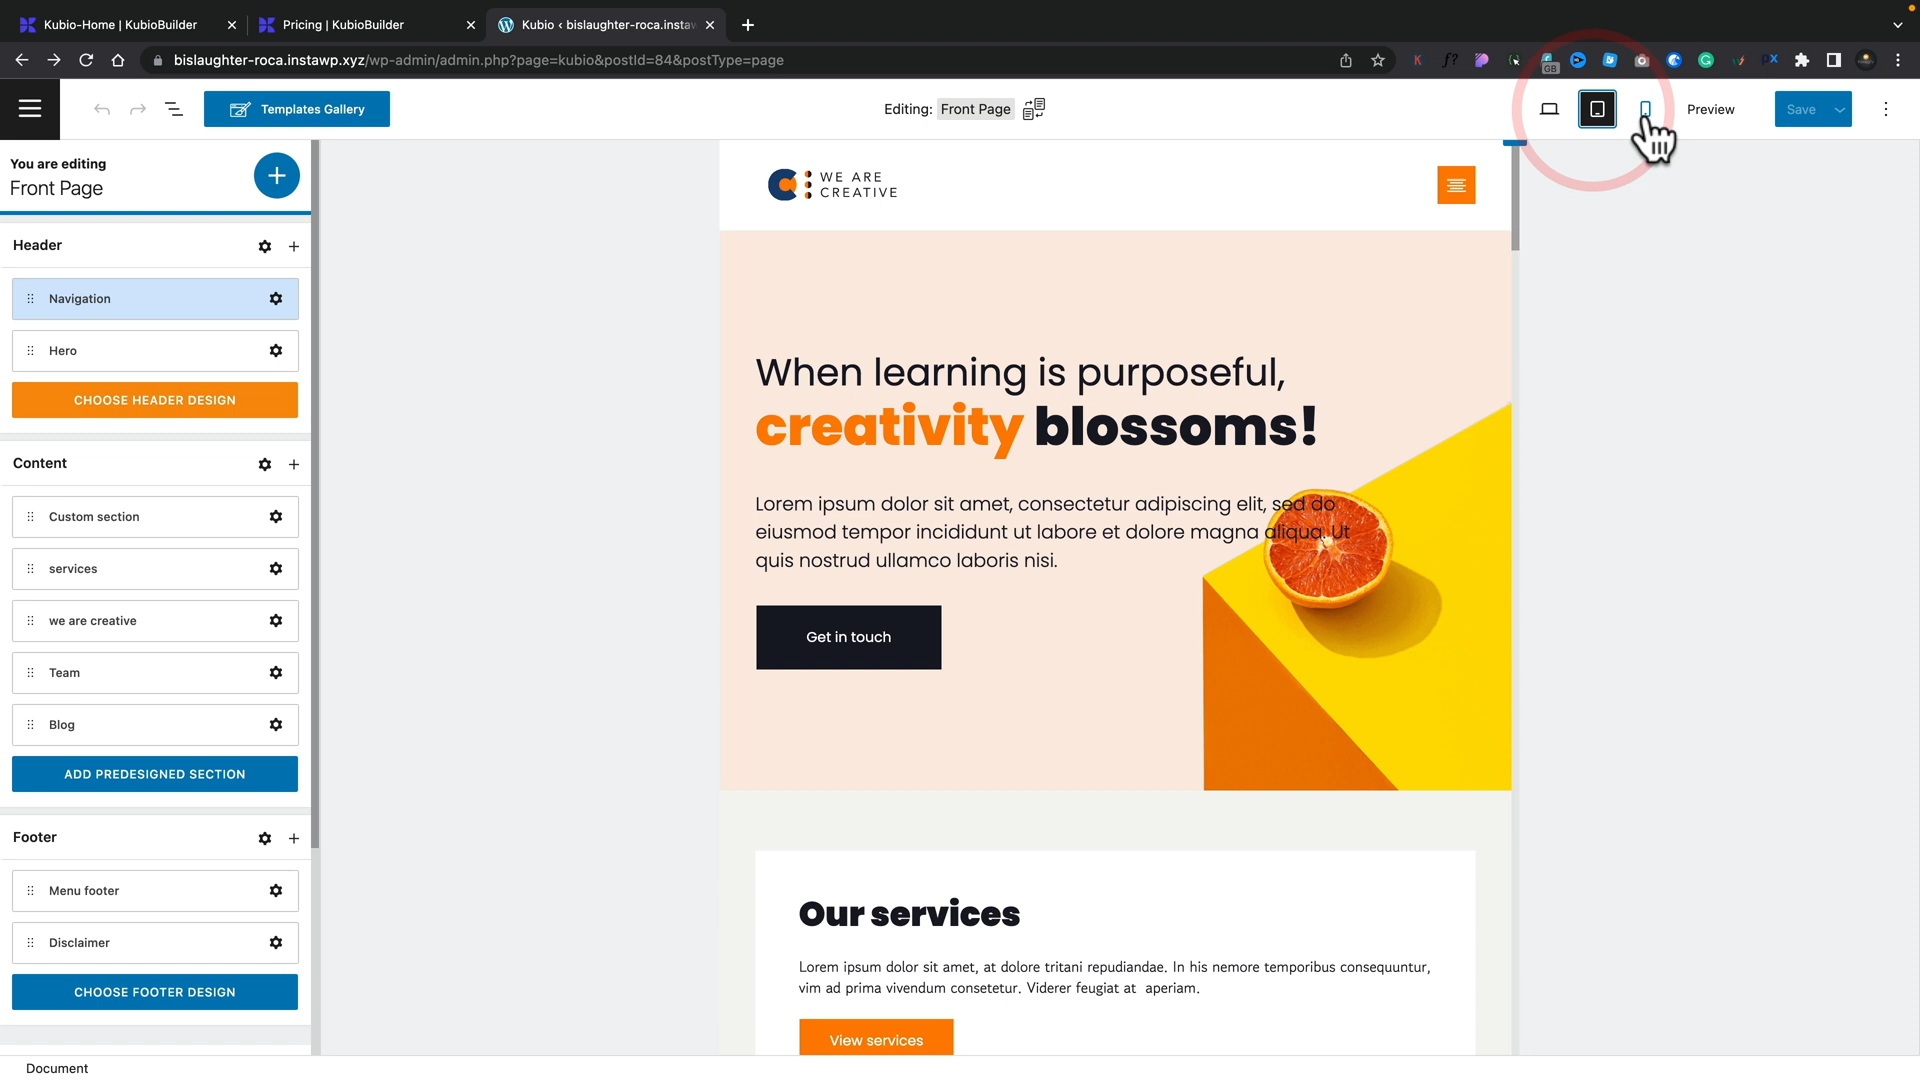 Kubio-Home | KubioBuilder
Pricing | KubioBuilder
Kubio ‹ bislaughter-roca.instaw
bislaughter-roca.instawp.xyz/wp-admin/admin.php?page=kubio&postId=84&postType=page
Templates Gallery
Editing: Front Page
Preview
Save
You are editing
Front Page
Header
Navigation
Hero
CHOOSE HEADER DESIGN
Content
Custom section
services
we are creative
Team
Blog
ADD PREDESIGNED SECTION
Footer
Menu footer
Disclaimer
CHOOSE FOOTER DESIGN
Document
WE ARE
CREATIVE
When learning is purposeful,
creativity blossoms!
Lorem ipsum dolor sit amet, consectetur adipiscing elit, sed do
eiusmod tempor incididunt ut labore et dolore magna aliqua. Ut
quis nostrud ullamco laboris nisi.
Get in touch
Our services
Lorem ipsum dolor sit amet, at dolore tritani repudiandae. In his nemore temporibus consequuntur,
vim ad prima vivendum consetetur. Viderer feugiat at aperiam.
View services